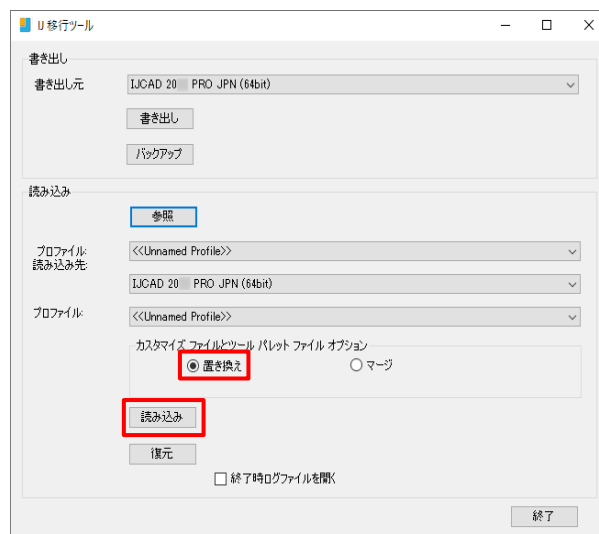 IJ 移行ツール
書き出し
書き出し元
IJCAD 20 PRO JPN (64bit)
書き出し
バックアップ
読み込み
参照
プロファイル:
<<Unnamed Profile>>
読み込み先:
IJCAD 20 PRO JPN (64bit)
プロファイル:
<<Unnamed Profile>>
カスタマイズ ファイルとツール パレット ファイル オプション
置き換え
マージ
読み込み
復元
終了時ログファイルを開く
終了